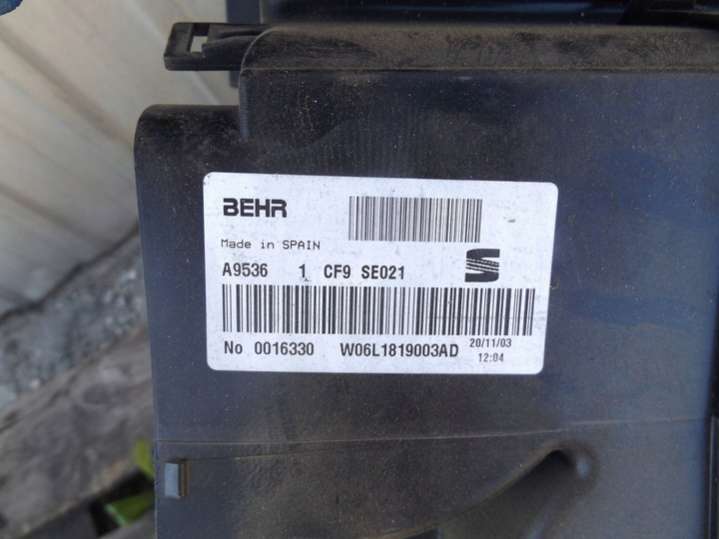 BEHR
Made in SPAIN
A9536 1 CF9 SE021
No 0016330 W06L1819003AD 20/11/03
12:04